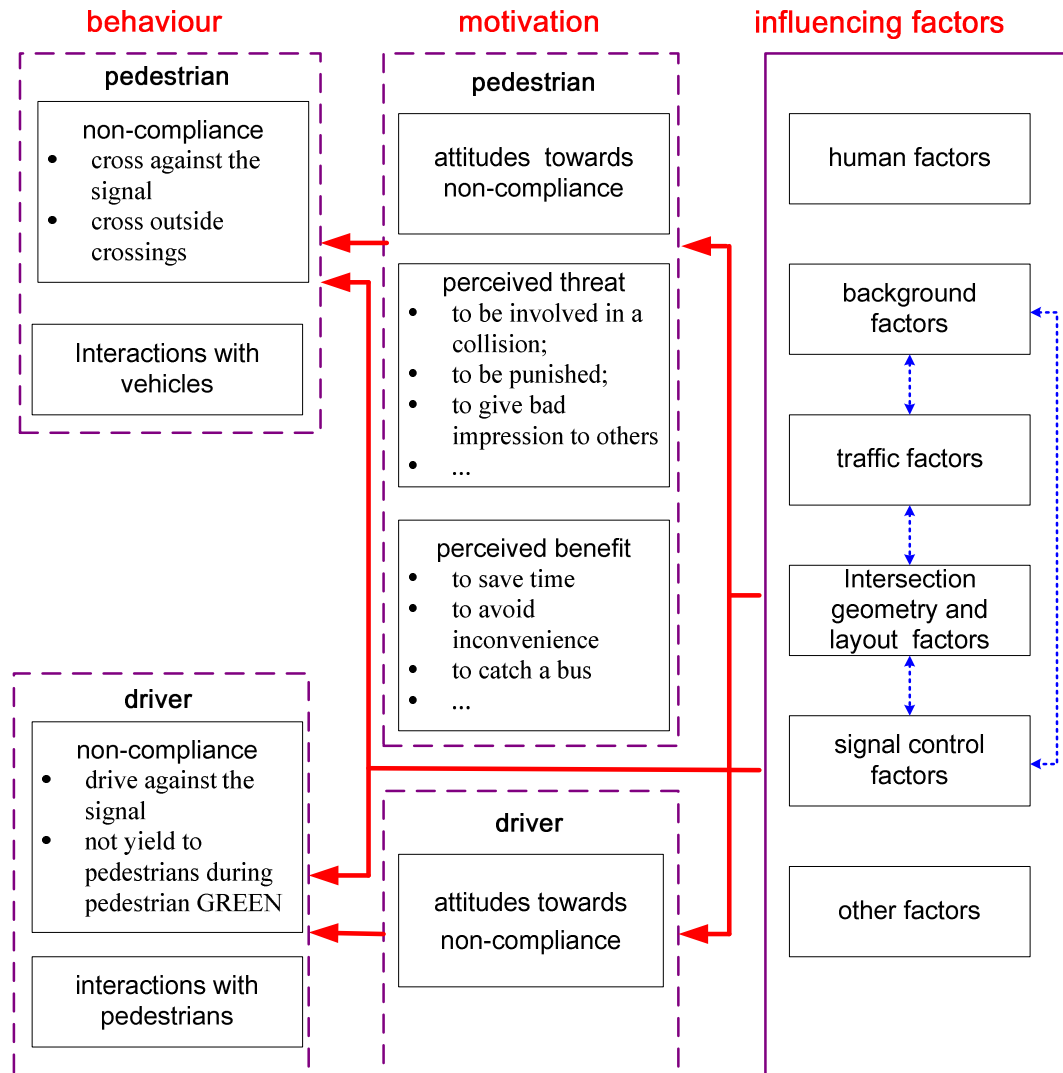 behaviour
motivation
influencing factors
pedestrian
non-compliance
• cross against the
signal
• cross outside
crossings
Interactions with
vehicles
driver
non-compliance
• drive against the
signal
• not yield to
pedestrians during
pedestrian GREEN
interactions with
pedestrians
pedestrian
attitudes towards
non-compliance
perceived threat
• to be involved in a
collision;
• to be punished;
• to give bad
impression to others
• ...
perceived benefit
• to save time
• to avoid
inconvenience
• to catch a bus
• ...
driver
attitudes towards
non-compliance
human factors
background
factors
traffic factors
Intersection
geometry and
layout factors
signal control
factors
other factors